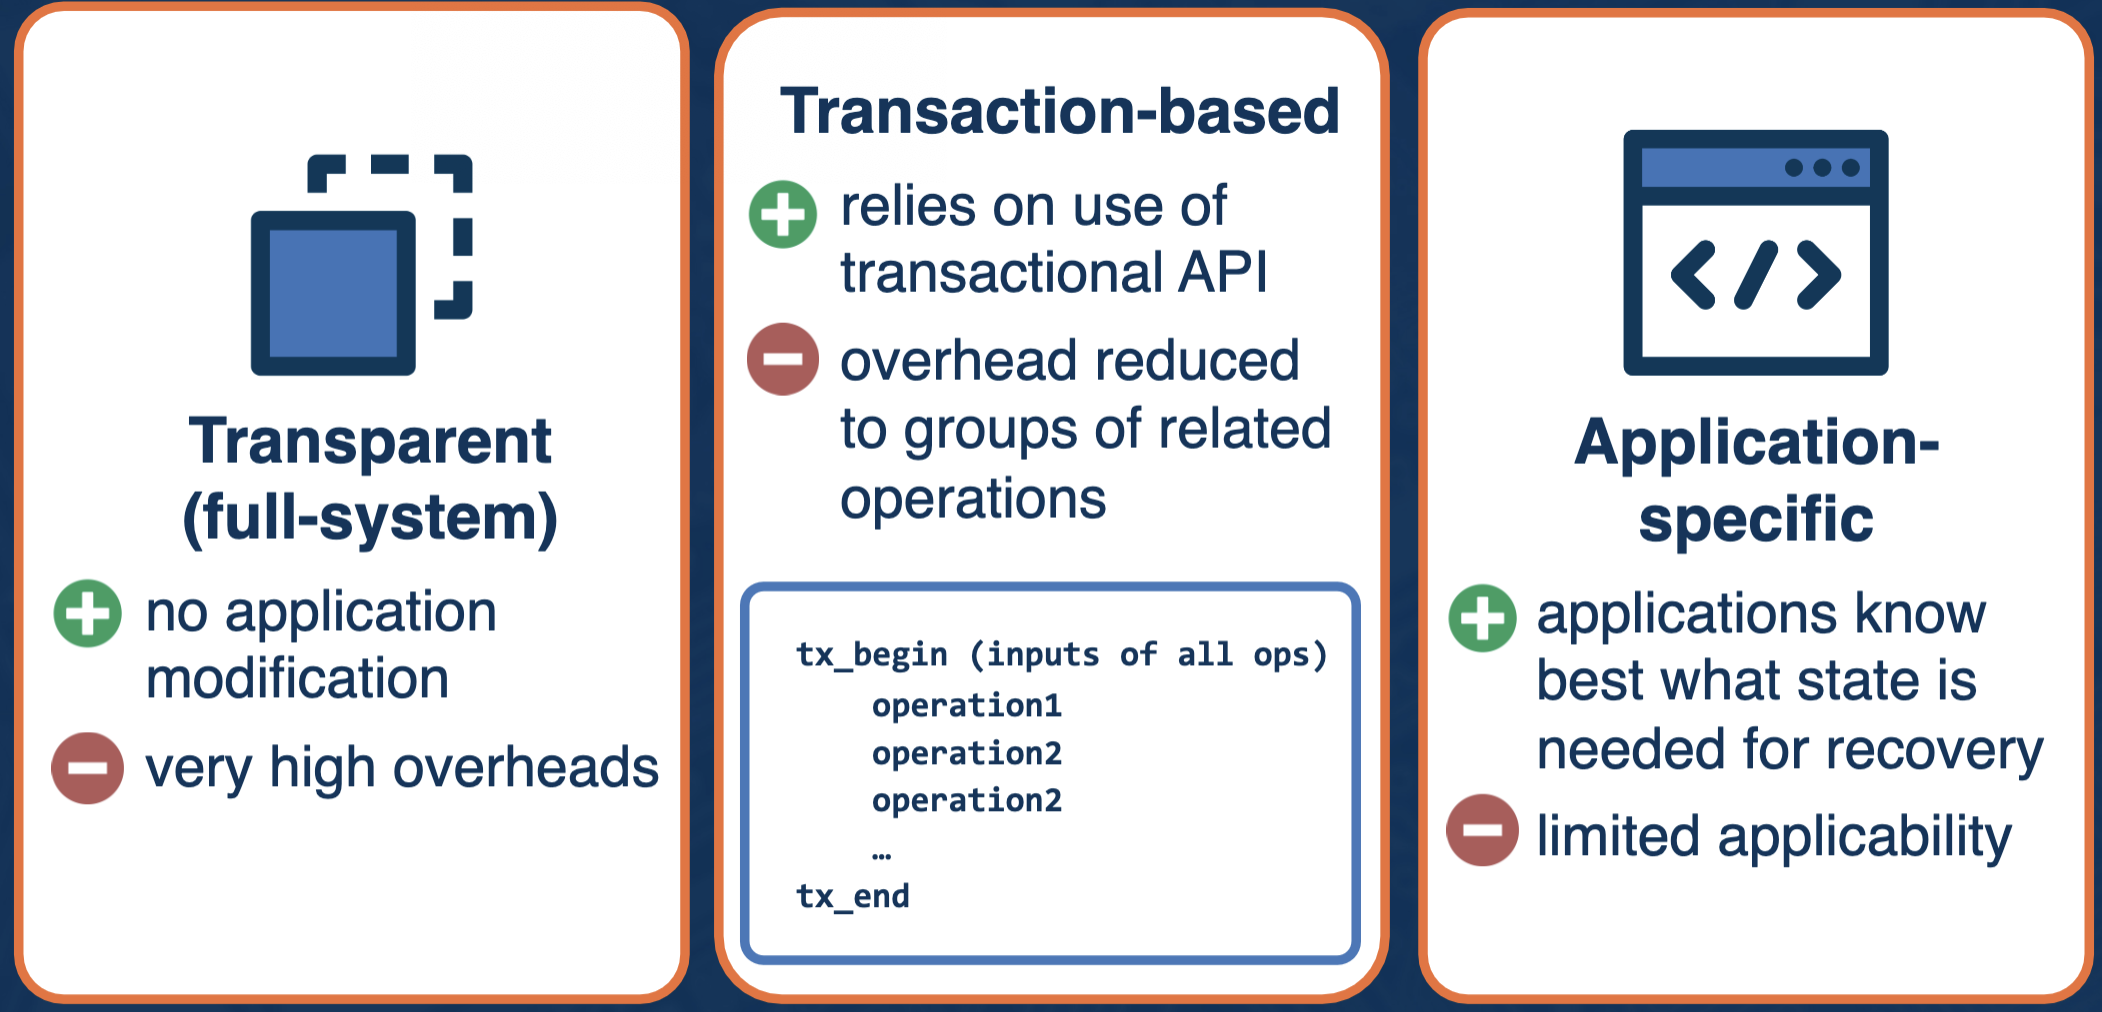 Transparent
(full-system)
no application
modification
very high overheads
Transaction-based
relies on use of
transactional API
overhead reduced
to groups of related
operations
tx_begin (inputs of all ops)
operation1
operation2
operation2
…
tx_end
</>
Application-
specific
applications know
best what state is
needed for recovery
limited applicability